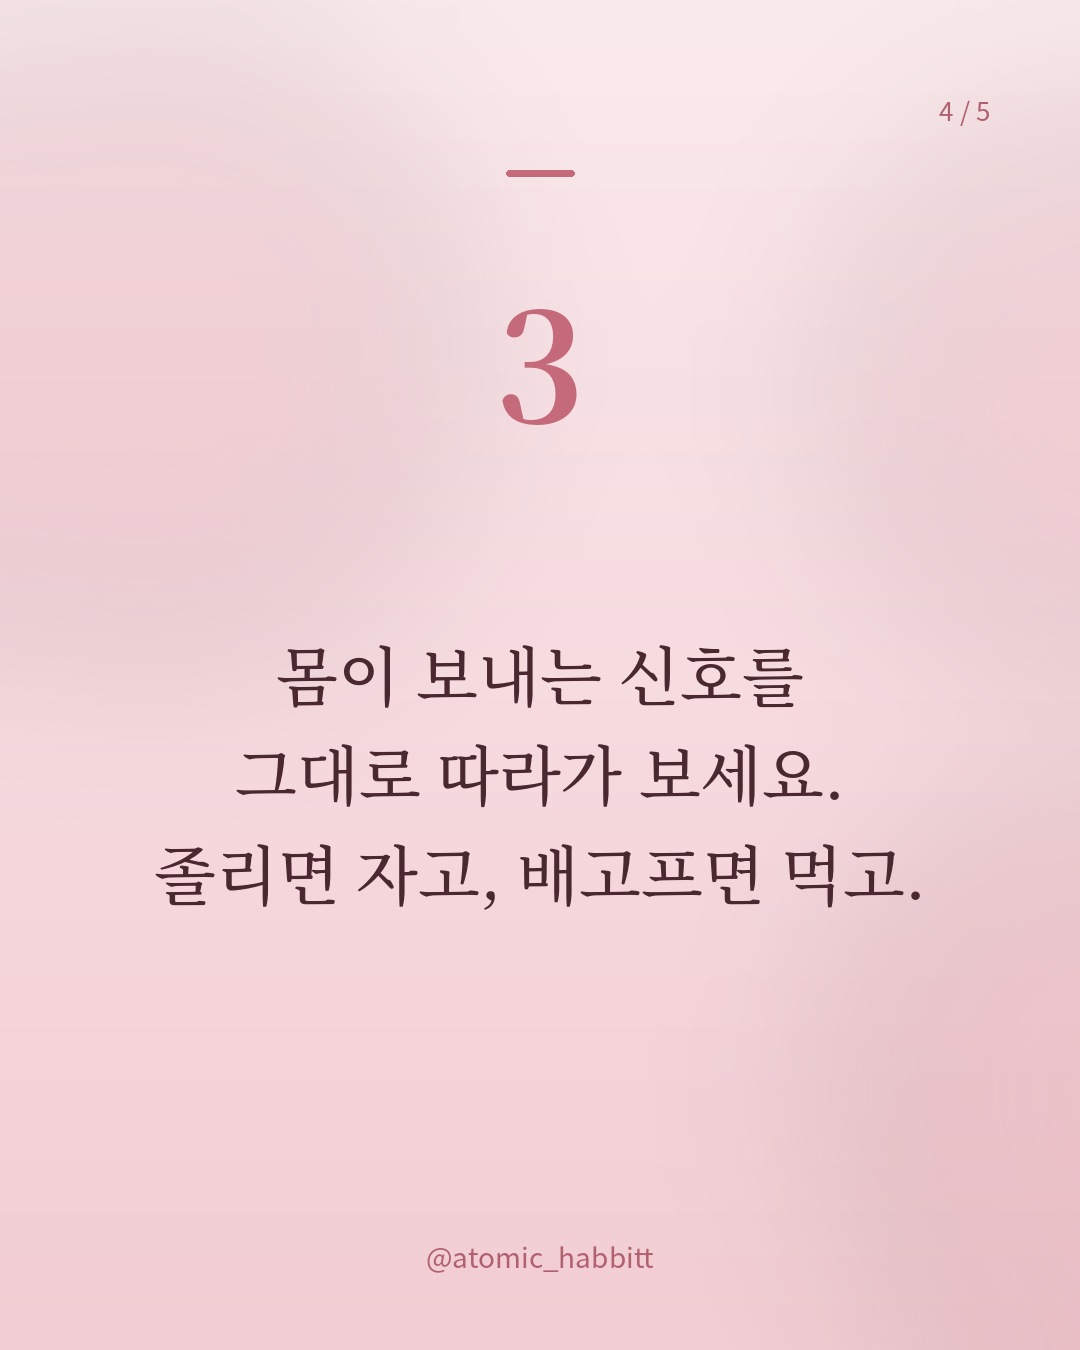 4 / 5
3
몸이 보내는 신호를
그대로 따라가 보세요.
졸리면 자고, 배고프면 먹고.
@atomic_habbitt